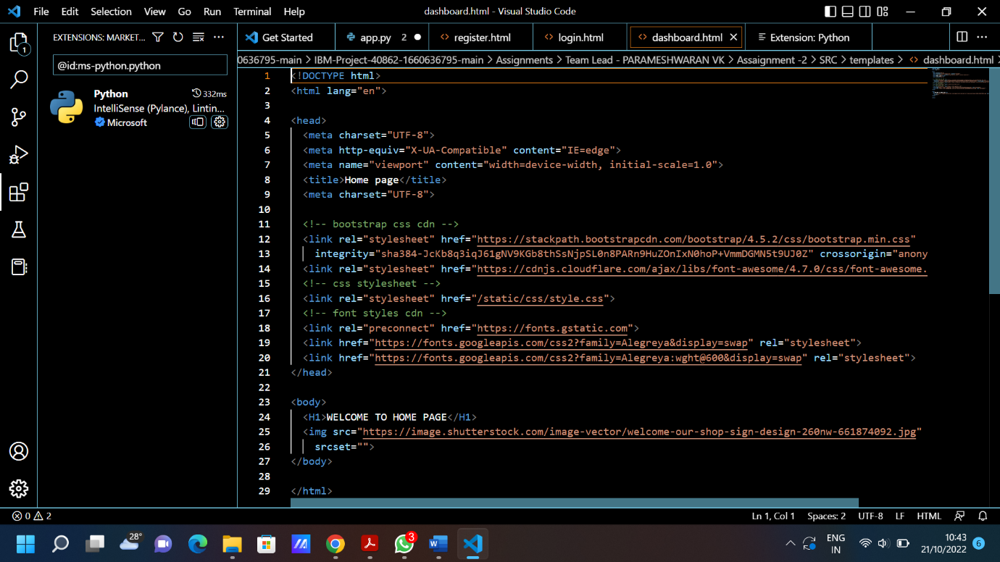 File Edit Selection View Go Run Terminal Help dashboard.html - Visual Studio Code
EXTENSIONS: MARKET... Get Started app.py 2 register.html login.html dashboard.html Extension: Python
1
@id:ms-python.python
0636795-main > IBM-Project-40862-1660636795-main > Assignments > Team Lead - PARAMESHWARAN VK > Assaignment -2 > SRC > templates > dashboard.html >
Python 332ms
IntelliSense (Pylance), Lintin...
Microsoft
1 <!DOCTYPE html>
2 <html lang="en">
3
4 <head>
5 <meta charset="UTF-8">
6 <meta http-equiv="X-UA-Compatible" content="IE=edge">
7 <meta name="viewport" content="width=device-width, initial-scale=1.0">
8 <title>Home page</title>
9 <meta charset="UTF-8">
10
11 <!-- bootstrap css cdn -->
12 <link rel="stylesheet" href="https://stackpath.bootstrapcdn.com/bootstrap/4.5.2/css/bootstrap.min.css"
13 integrity="sha384-JcKb8q3iqJ61gNV9KGb8thSsNjpSL0n8PARn9HuZOnIxN0hoP+VmmDGMN5t9UJ0Z" crossorigin="anony
14 <link rel="stylesheet" href="https://cdnjs.cloudflare.com/ajax/libs/font-awesome/4.7.0/css/font-awesome.
15 <!-- css stylesheet -->
16 <link rel="stylesheet" href="/static/css/style.css">
17 <!-- font styles cdn -->
18 <link rel="preconnect" href="https://fonts.gstatic.com">
19 <link href="https://fonts.googleapis.com/css2?family=Alegreya&display=swap" rel="stylesheet">
20 <link href="https://fonts.googleapis.com/css2?family=Alegreya:wght@600&display=swap" rel="stylesheet">
21 </head>
22
23 <body>
24 <H1>WELCOME TO HOME PAGE</H1>
25 <img src="https://image.shutterstock.com/image-vector/welcome-our-shop-sign-design-260nw-661874092.jpg"
26 srcset="">
27 </body>
28
29 </html>
0 2 Ln 1, Col 1 Spaces: 2 UTF-8 LF HTML
28° 3 ENG 10:43
IN 21/10/2022 6